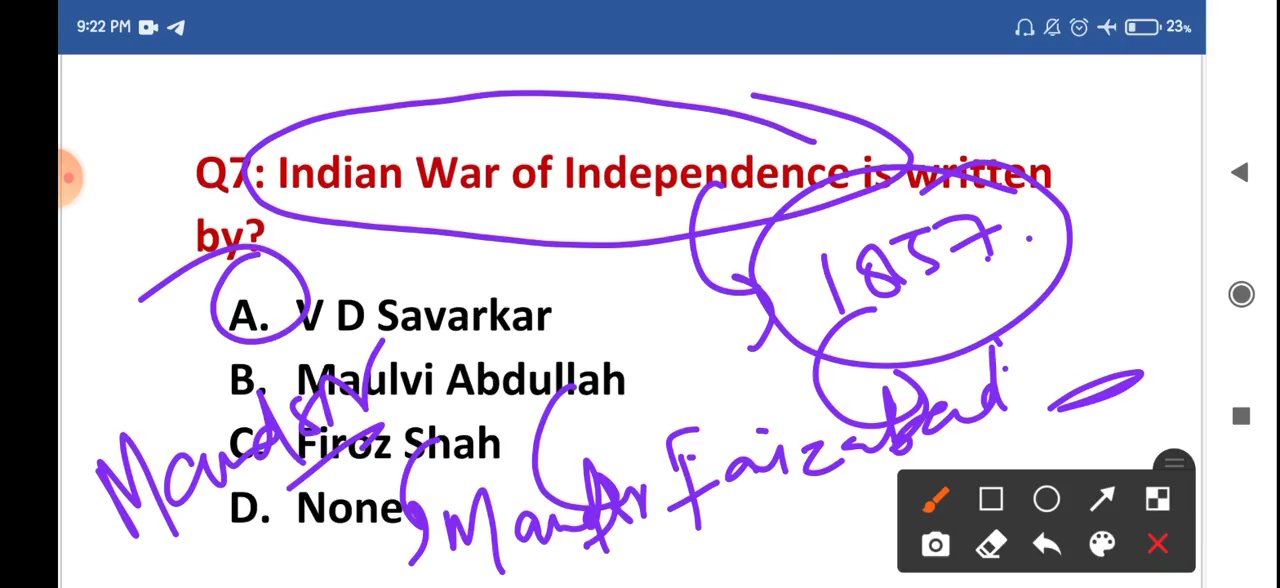 9:22 PM
23%
Q7: Indian War of Independence is written
by?
1857.
A. V D Savarkar
B. Maulvi Abdullah
C. Firoz Shah
D. None
Faizabad